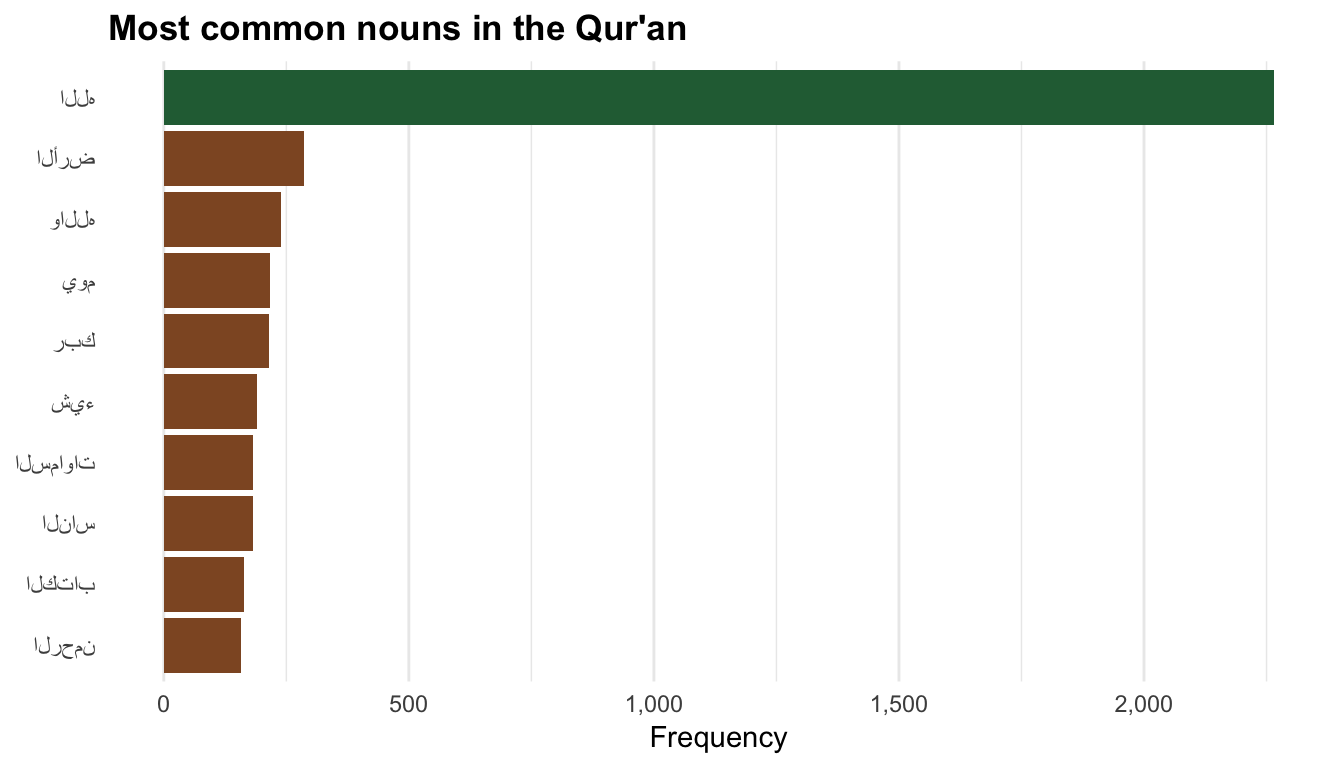 Most common nouns in the Qur'an
الله
الأرض
والله
يوم
ربك
شيء
السماوات
الناس
الكتاب
الرحمن
0 500 1,000 1,500 2,000
Frequency